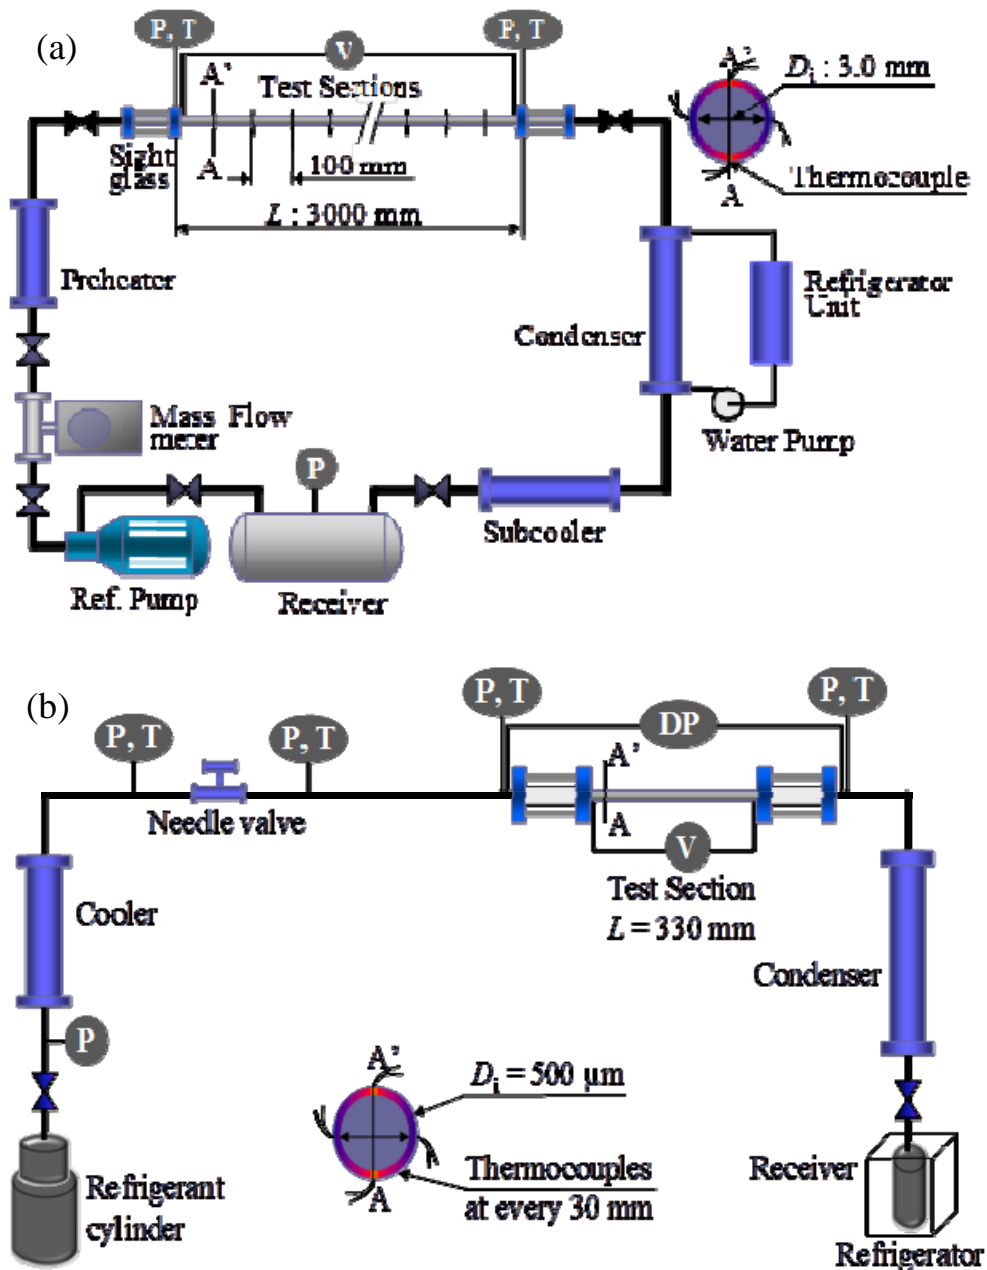 (a)
P, T
P, T
V
A'
Test Sections
Di : 3.0 mm
A'
Sight
glass
A
100 mm
L : 3000 mm
A
Thermocouple
Preheater
Condenser
Refrigerator
Unit
Mass Flow
meter
Water Pump
P
Subcooler
Ref. Pump
Receiver
(b)
P, T
P, T
P, T
P, T
DP
A'
A
Needle valve
V
Test Section
L = 330 mm
Cooler
Condenser
P
A'
Di = 500 μm
Thermocouples
at every 30 mm
A
Refrigerant
cylinder
Receiver
Refrigerator